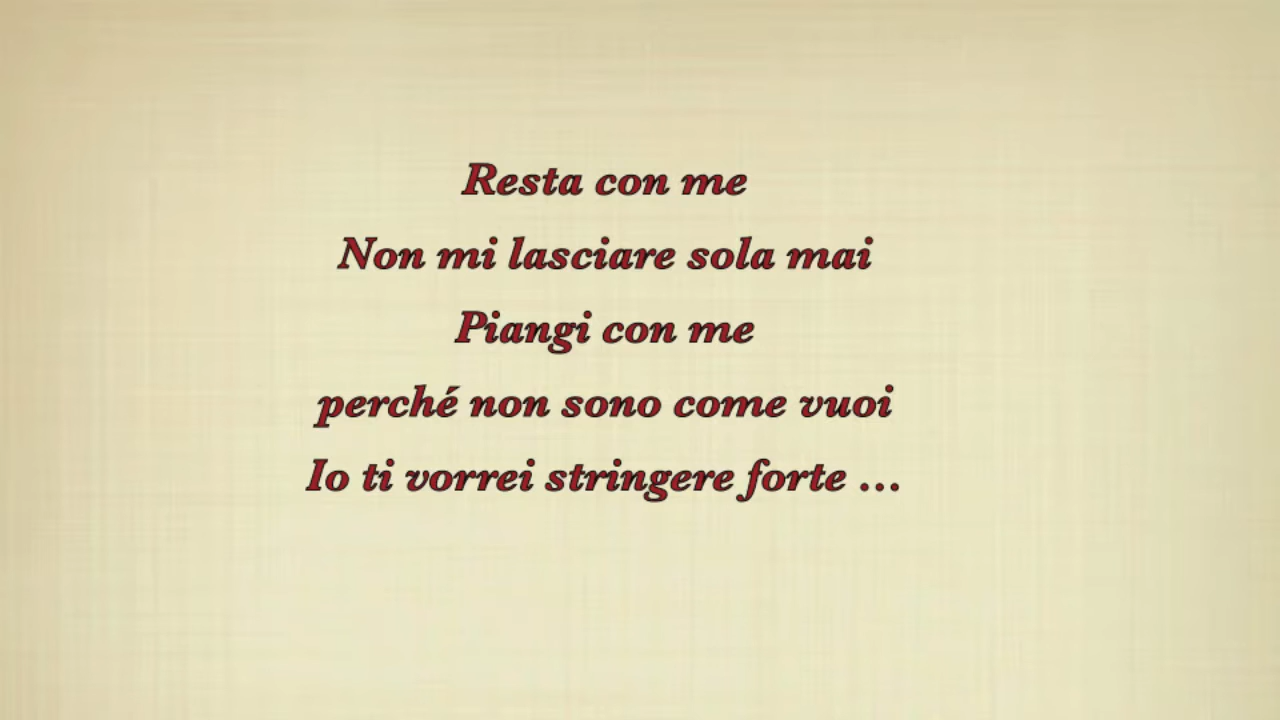 Resta con me
Non mi lasciare sola mai
Piangi con me
perché non sono come vuoi
Io ti vorrei stringere forte ...